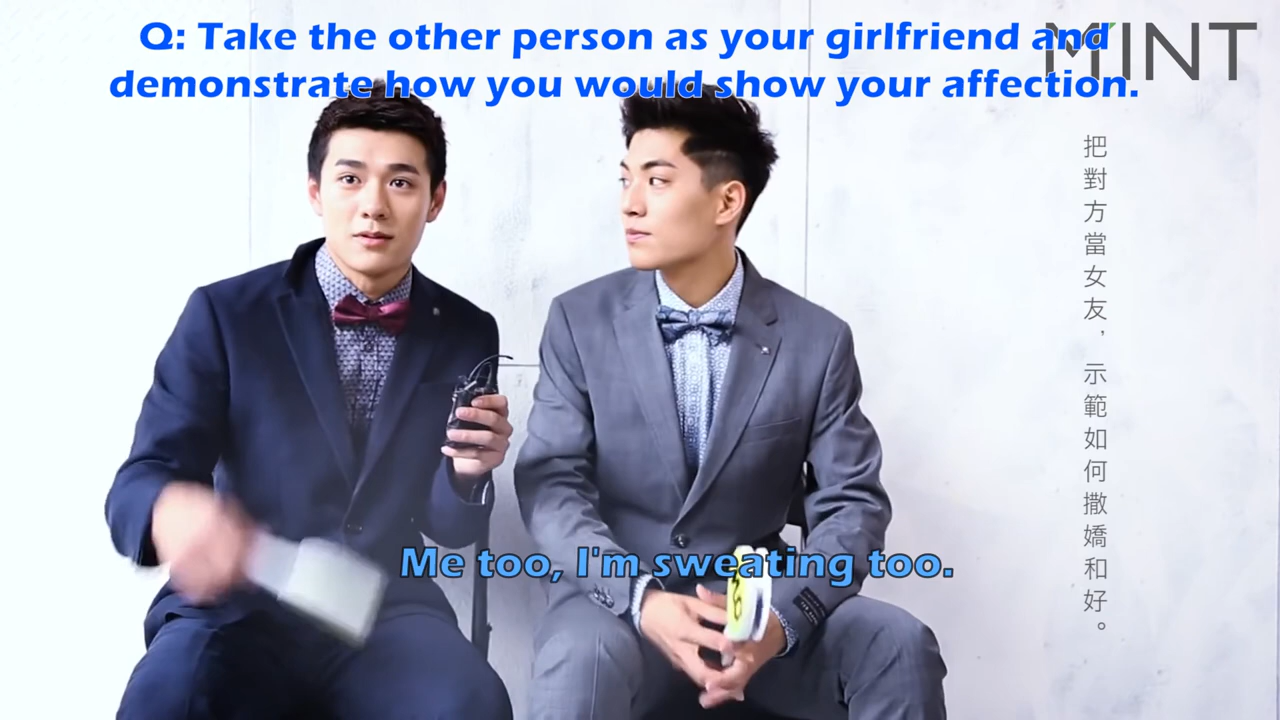 Q: Take the other person as your girlfriend and
demonstrate how you would show your affection.
MINT
把對方當女友，示範如何撒嬌和好。
Me too, I'm sweating too.